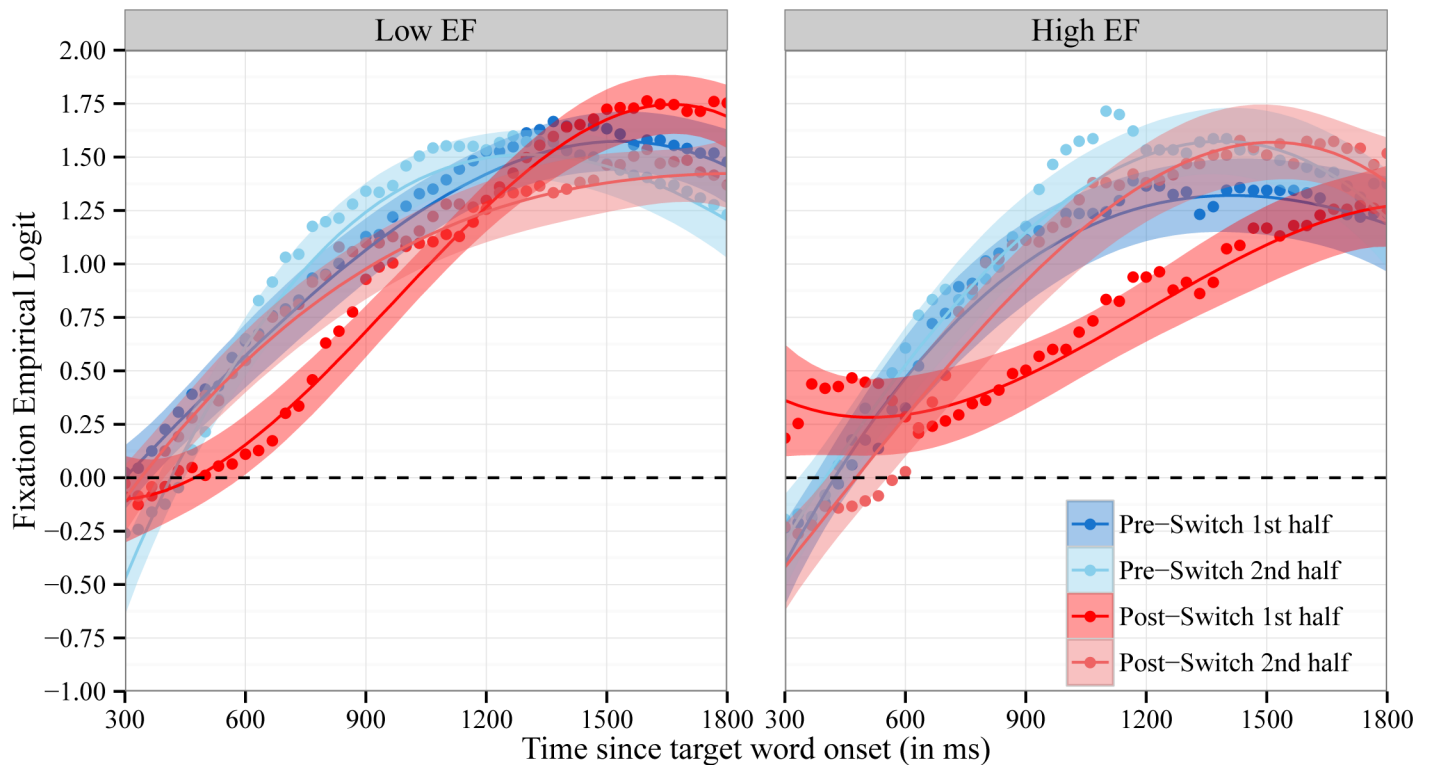 Low EF
High EF
Fixation Empirical Logit
2.00
1.75
1.50
1.25
1.00
0.75
0.50
0.25
0.00
−0.25
−0.50
−0.75
−1.00
Pre−Switch 1st half
Pre−Switch 2nd half
Post−Switch 1st half
Post−Switch 2nd half
300 600 900 1200 1500 1800 300 600 900 1200 1500 1800
Time since target word onset (in ms)